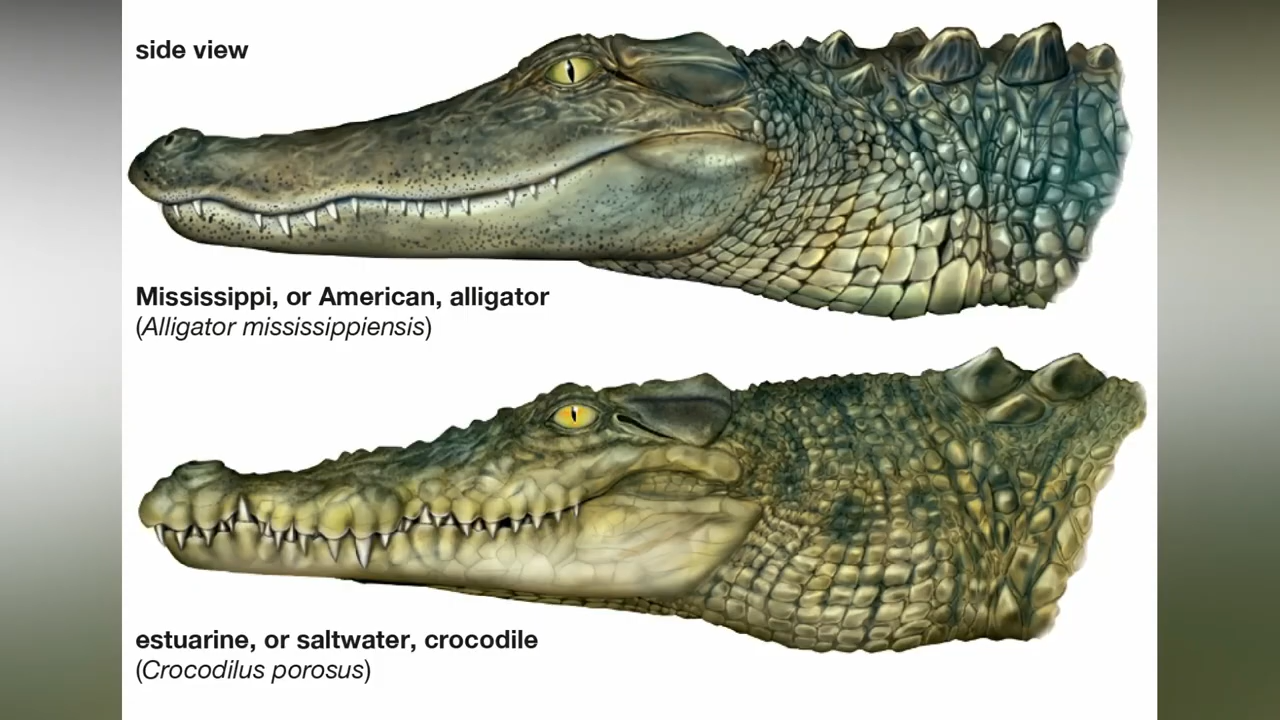 side view
Mississippi, or American, alligator
(Alligator mississippiensis)
estuarine, or saltwater, crocodile
(Crocodilus porosus)